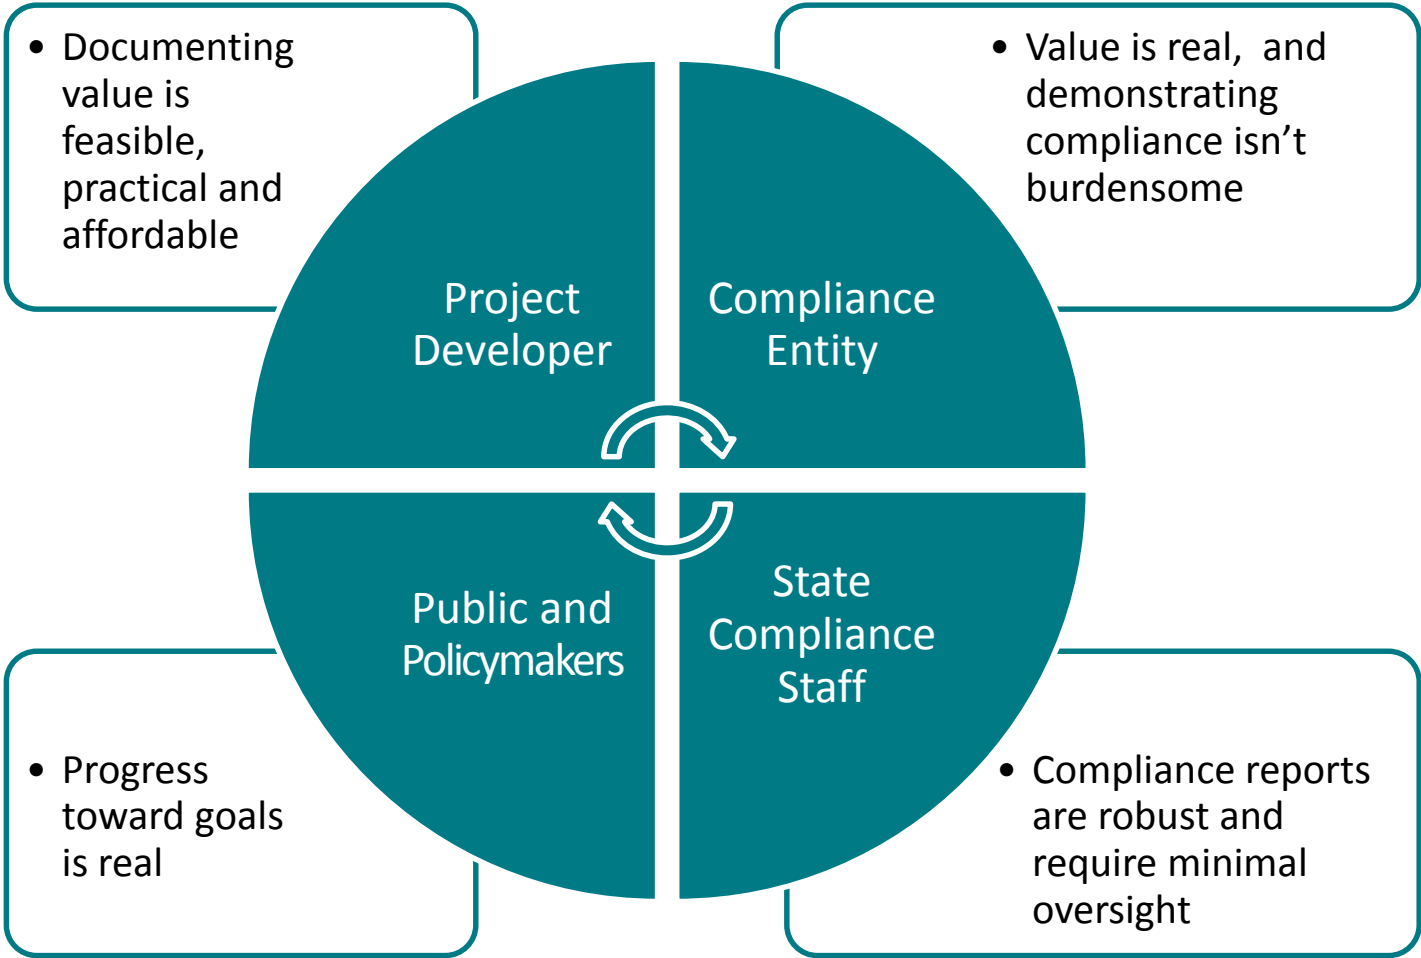 • Documenting
value is
feasible,
practical and
affordable
• Value is real,  and
demonstrating
compliance isn’t
burdensome
Project
Developer
Compliance
Entity
Public and
Policymakers
State
Compliance
Staff
• Progress
toward goals
is real
• Compliance reports
are robust and
require minimal
oversight